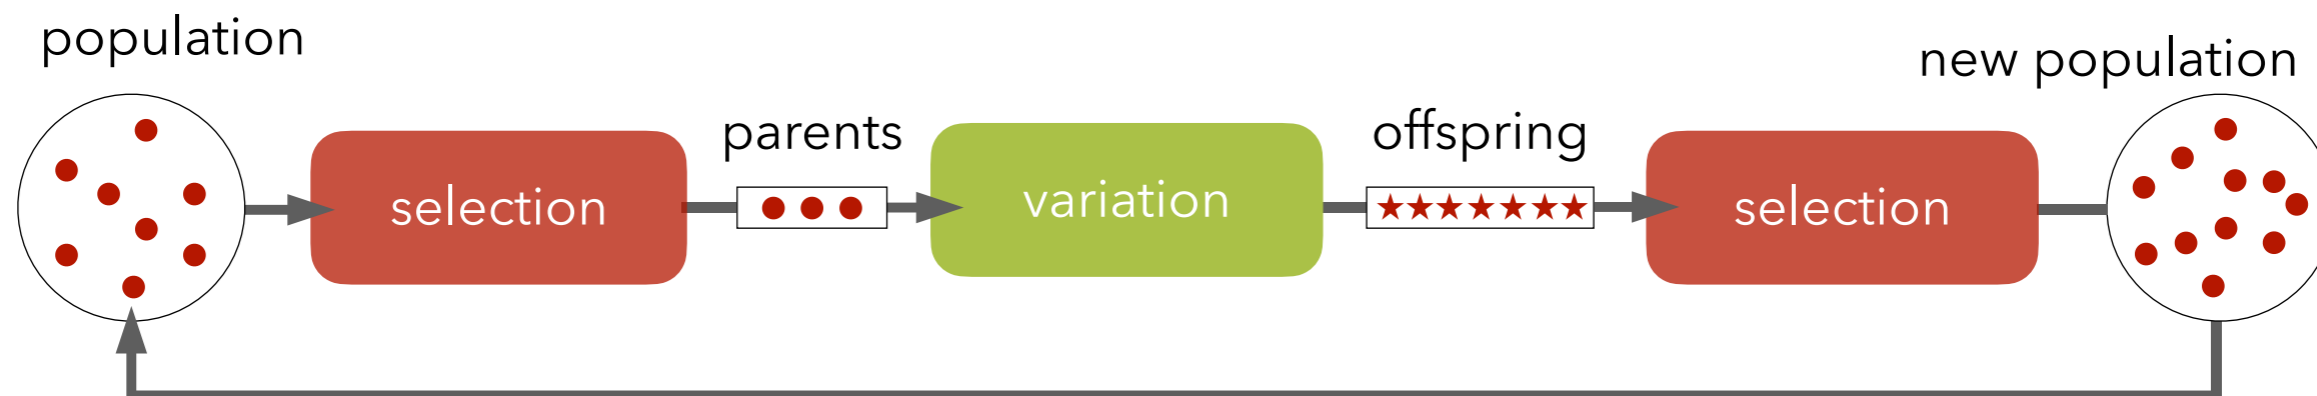 population
new population
parents
offspring
selection
variation
selection